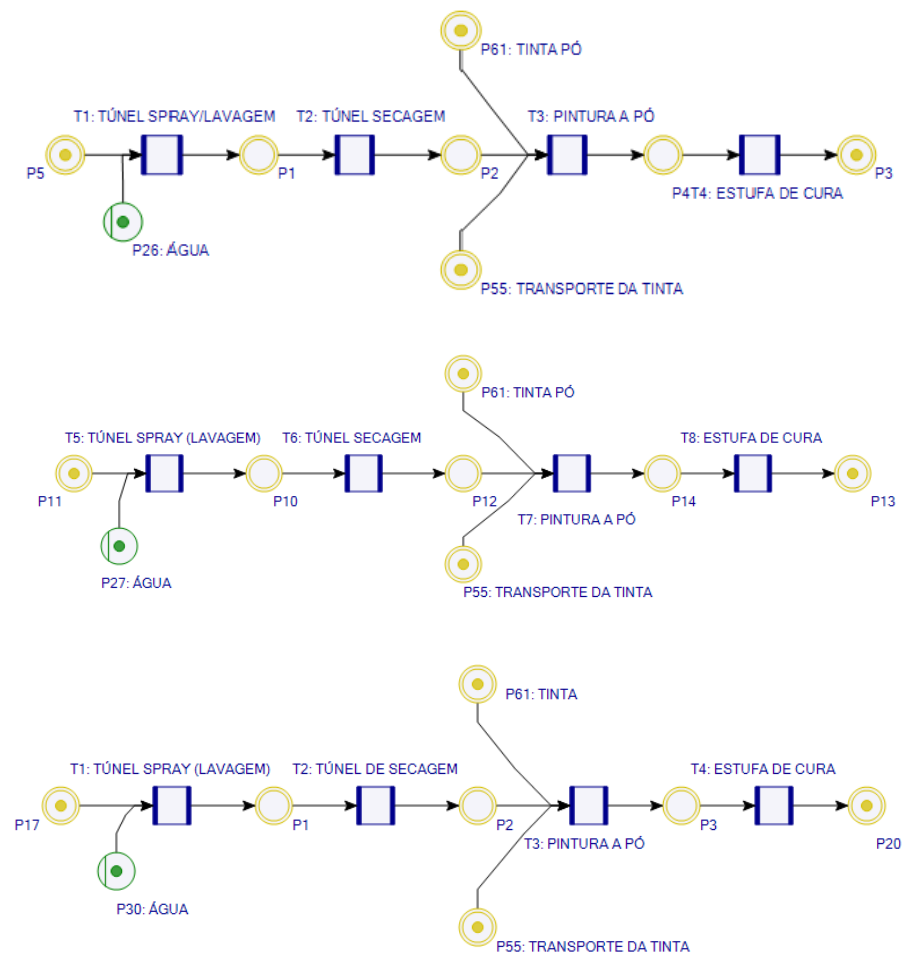 P61: TINTA PÓ
T1: TÚNEL SPRAY/LAVAGEM
T2: TÚNEL SECAGEM
T3: PINTURA A PÓ
P5
P1
P2
P3
P4T4: ESTUFA DE CURA
P26: ÁGUA
P55: TRANSPORTE DA TINTA
P61: TINTA PÓ
T5: TÚNEL SPRAY (LAVAGEM)
T6: TÚNEL SECAGEM
T8: ESTUFA DE CURA
P11
P10
P12
P14
P13
T7: PINTURA A PÓ
P27: ÁGUA
P55: TRANSPORTE DA TINTA
P61: TINTA
T1: TÚNEL SPRAY (LAVAGEM)
T2: TÚNEL DE SECAGEM
T4: ESTUFA DE CURA
P17
P1
P2
P3
T3: PINTURA A PÓ
P20
P30: ÁGUA
P55: TRANSPORTE DA TINTA